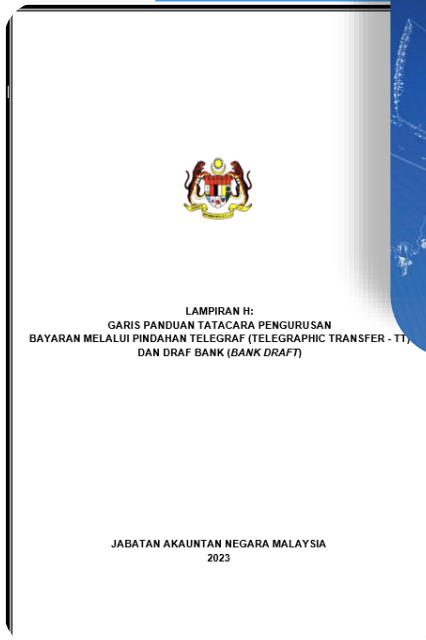 LAMPIRAN H:
GARIS PANDUAN TATACARA PENGURUSAN
BAYARAN MELALUI PINDAHAN TELEGRAF (TELEGRAPHIC TRANSFER - TT)
DAN DRAF BANK (BANK DRAFT)
JABATAN AKAUNTAN NEGARA MALAYSIA
2023